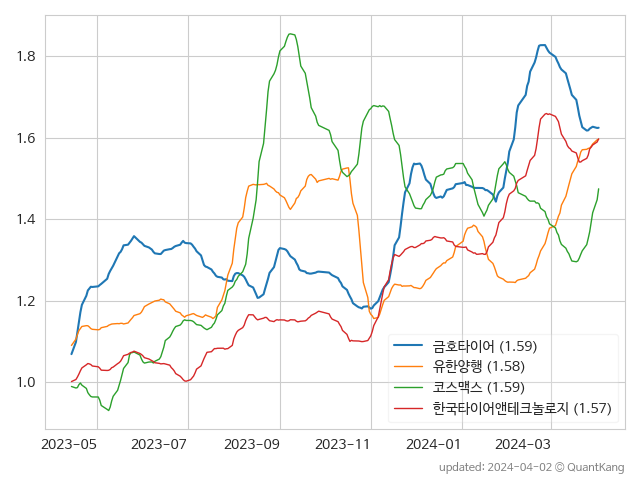 1.8
1.6
1.4
1.2
1.0
금호타이어 (1.59)
유한양행 (1.58)
코스맥스 (1.59)
한국타이어앤테크놀로지 (1.57)
2023-05 2023-07 2023-09 2023-11 2024-01 2024-03
updated: 2024-04-02 © QuantKang